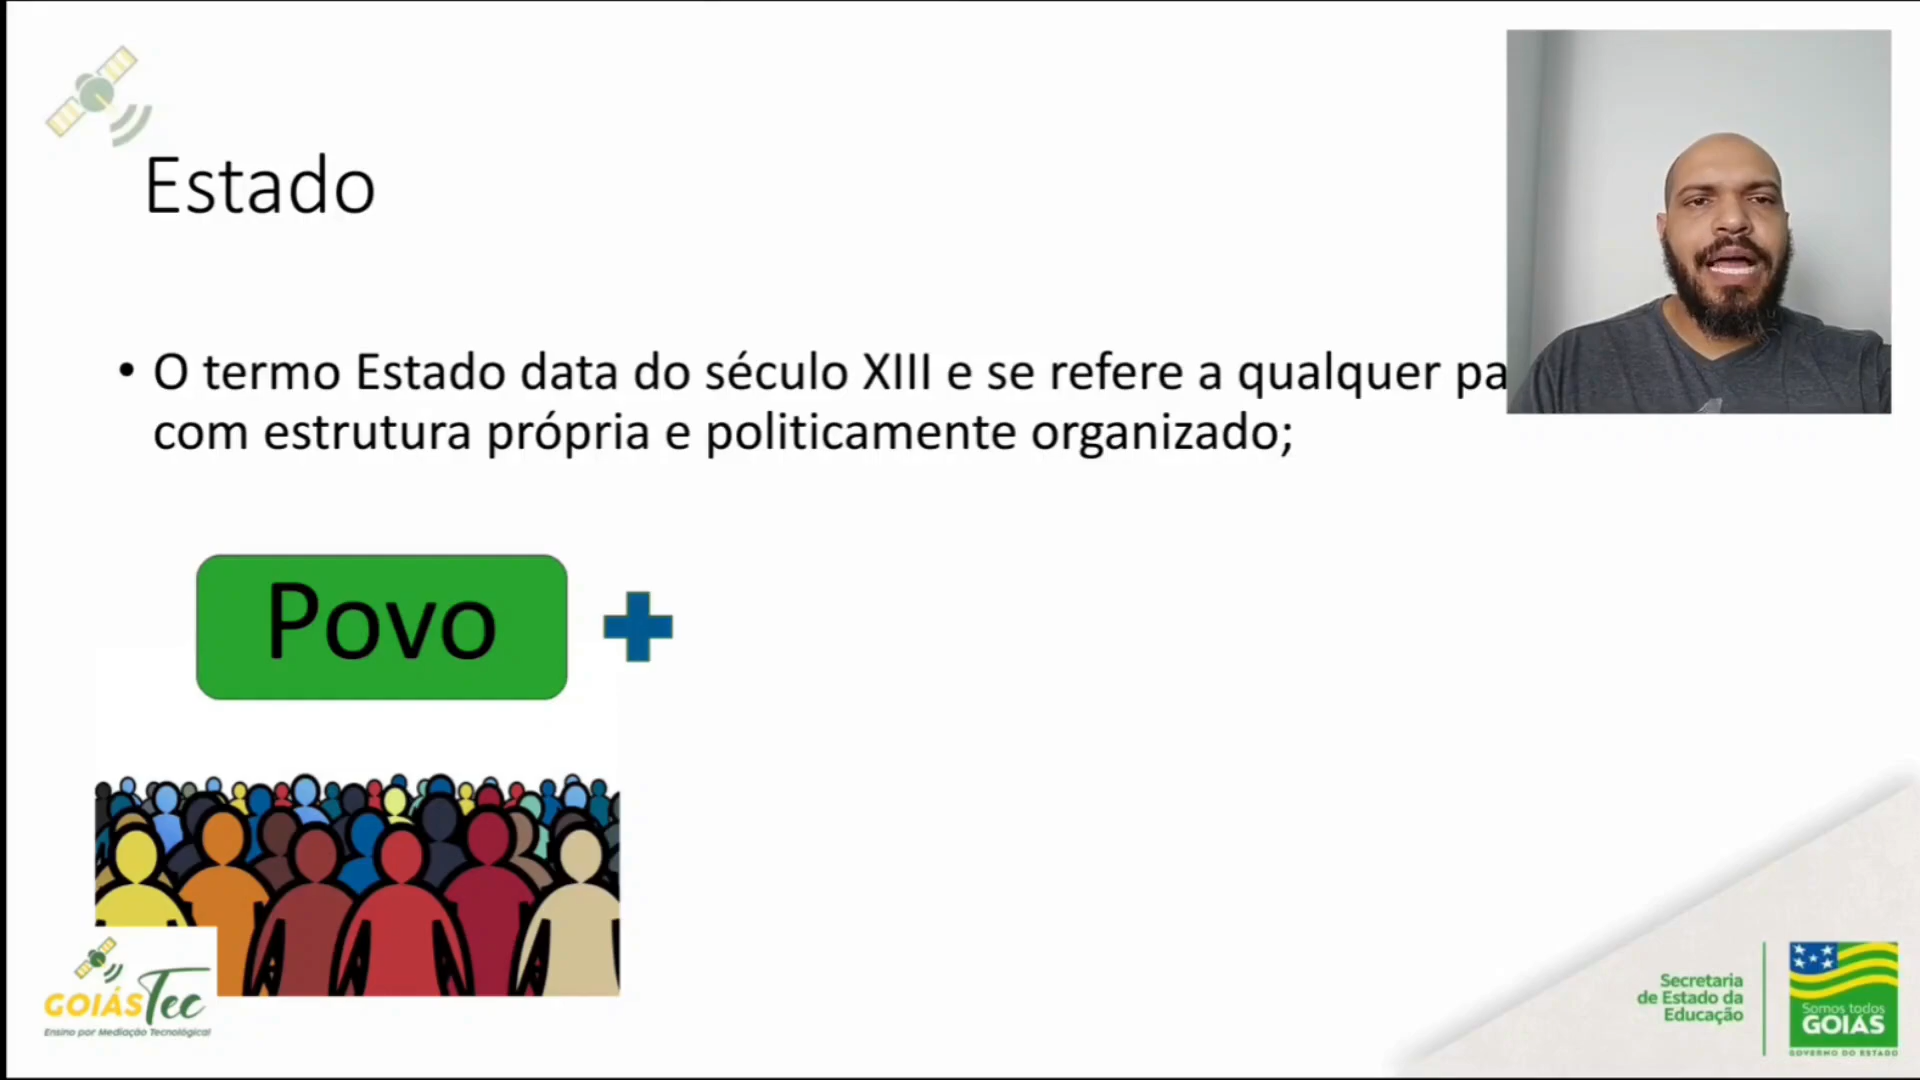 Estado
• O termo Estado data do século XIII e se refere a qualquer
com estrutura própria e politicamente organizado;
Povo
GOIÁSTec
Ensino por Mediação Tecnológica!
Secretaria
de Estado da
Educação
Somos todos
GOIÁS
GOVERNO DO ESTADO